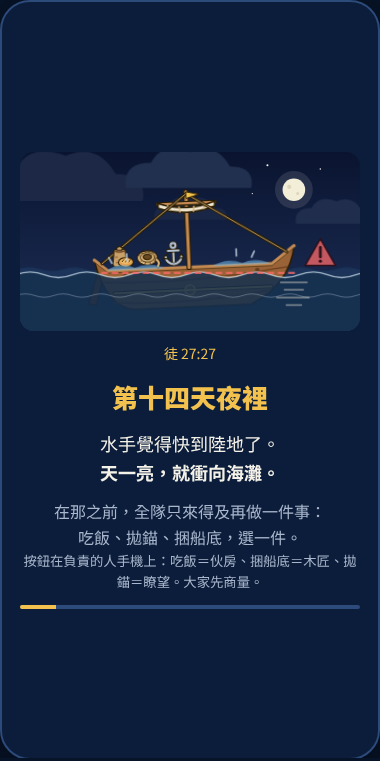 徒 27:27
第十四天夜裡
水手覺得快到陸地了。
天一亮，就衝向海灘。
在那之前，全隊只來得及再做一件事：
吃飯、拋錨、捆船底，選一件。
按鈕在負責的人手機上：吃飯＝伙房、捆船底＝木匠、拋
錨＝瞭望。大家先商量。